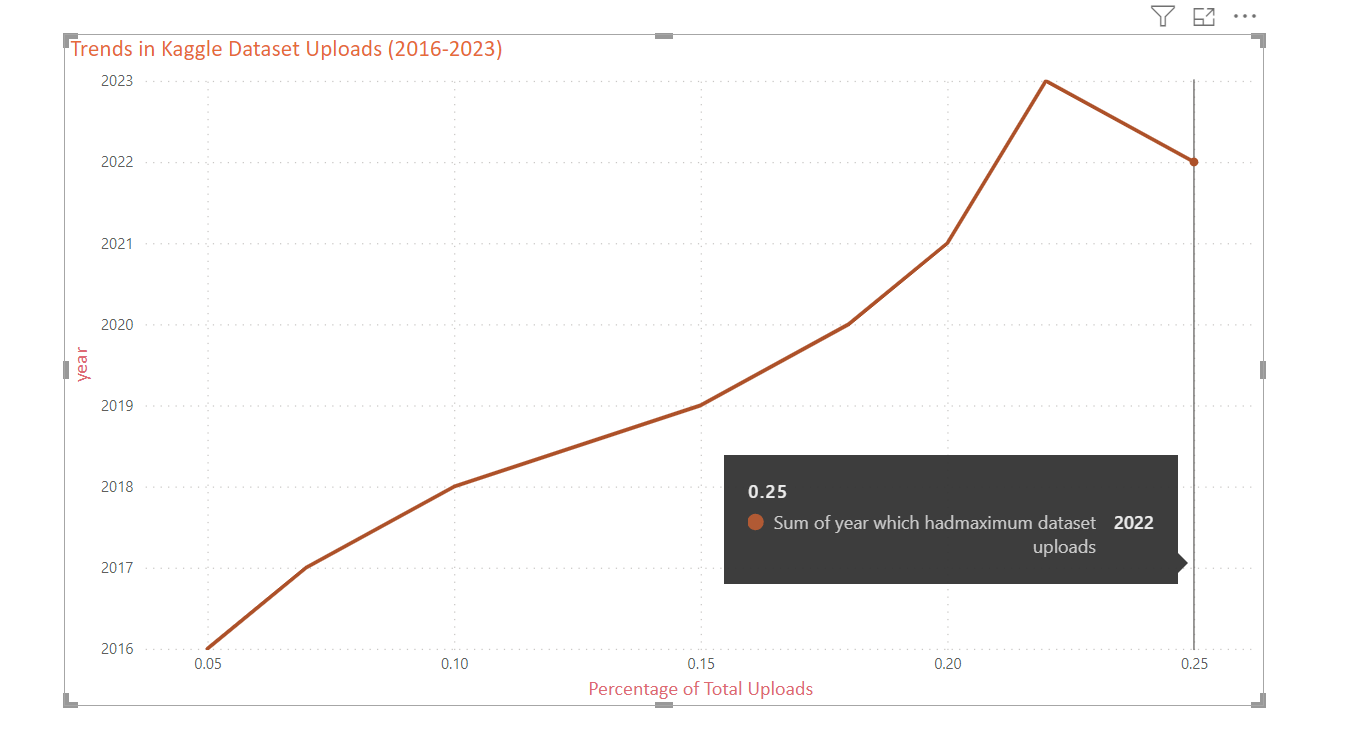 Trends in Kaggle Dataset Uploads (2016-2023)
2023
2022
2021
2020
2019
2018
2017
2016
year
0.05 0.10 0.15 0.20 0.25
Percentage of Total Uploads
0.25
Sum of year which hadmaximum dataset 2022
uploads